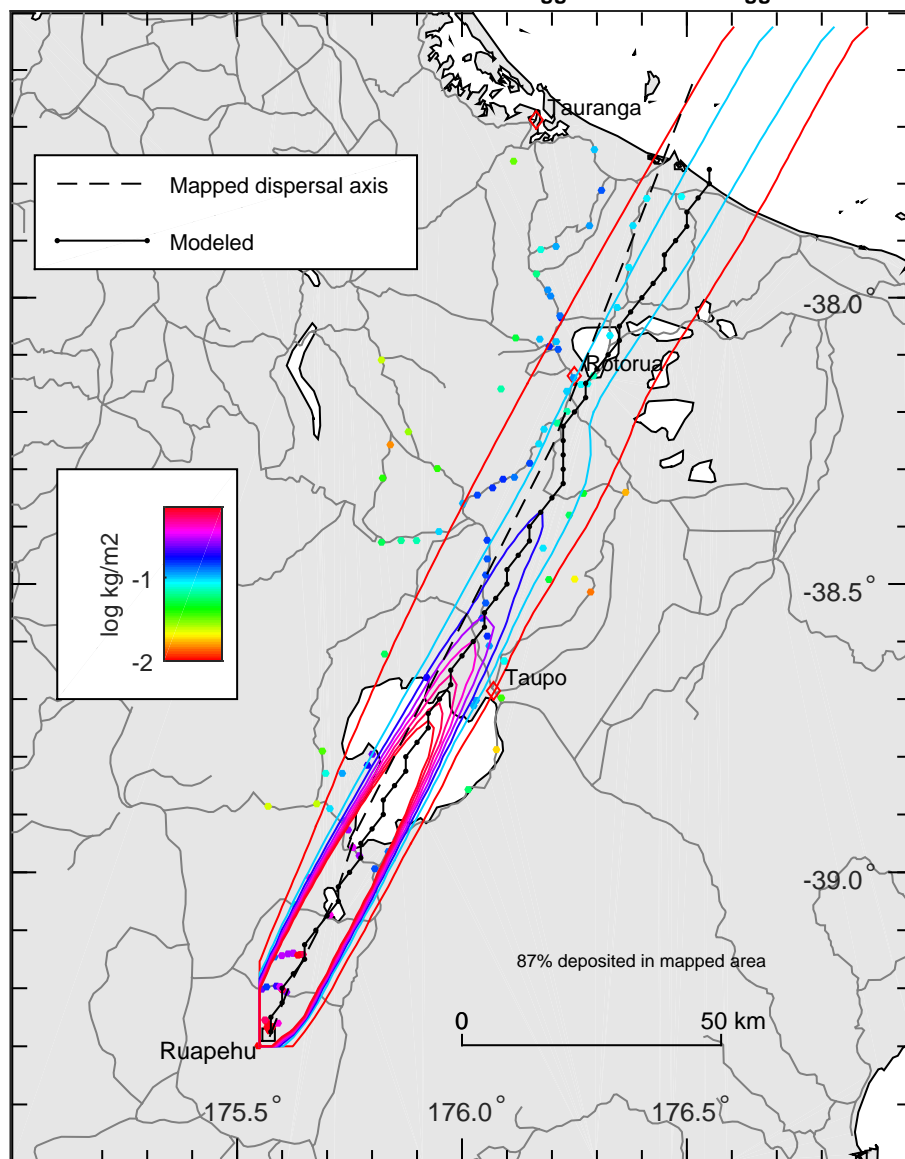 Tauranga
Mapped dispersal axis
Modeled
-38.0°
Rotorua
log kg/m2
-1
-2
-38.5°
Taupo
-39.0°
87% deposited in mapped area
0
50 km
Ruapehu
175.5°
176.0°
176.5°